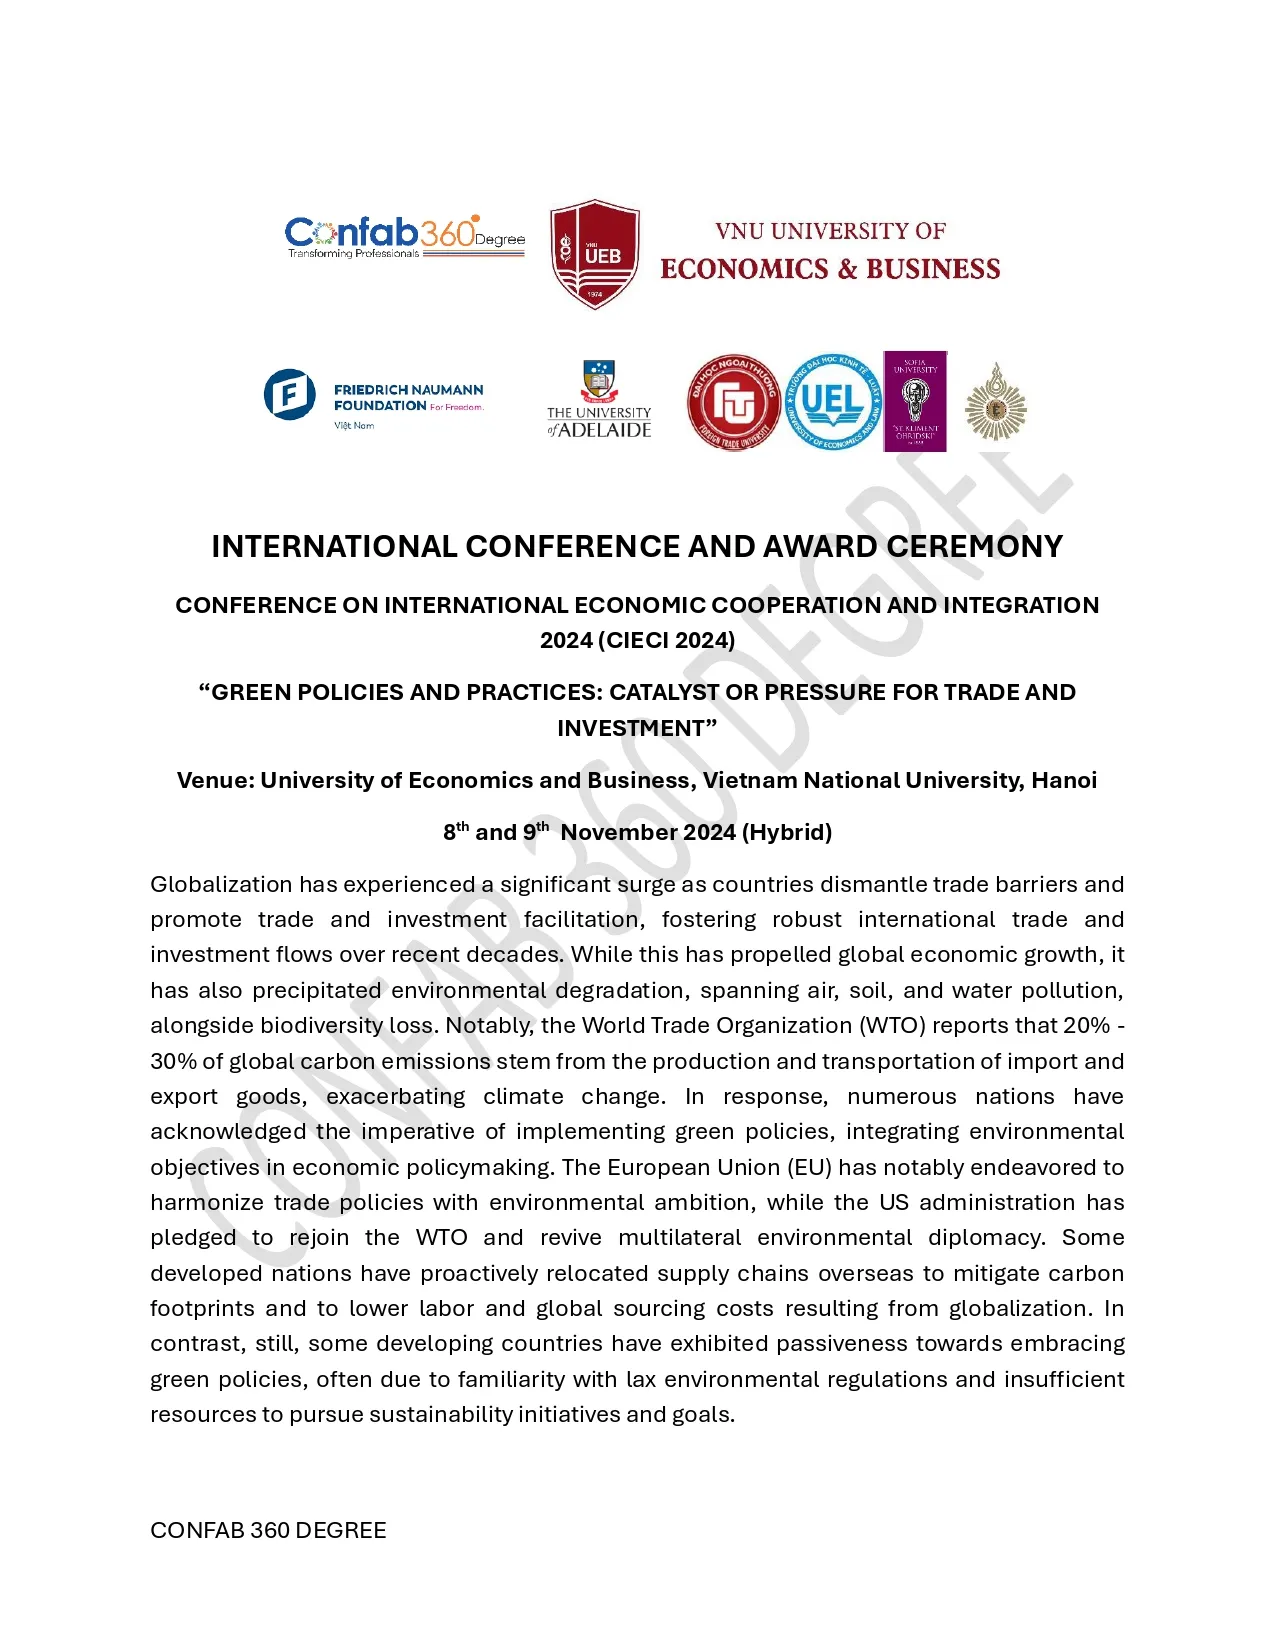 Confab360°Degree
Transforming Professionals
VNU
UEB
1974
VNU UNIVERSITY OF
ECONOMICS & BUSINESS
F
FRIEDRICH NAUMANN
FOUNDATION For Freedom.
Việt Nam
THE UNIVERSITY
of ADELAIDE
ĐẠI HỌC NGOẠI THƯƠNG
FTU
FOREIGN TRADE UNIVERSITY
TRƯỜNG ĐẠI HỌC KINH TẾ - LUẬT
UEL
UNIVERSITY OF ECONOMICS AND LAW
SOFIA
UNIVERSITY
"ST. KLIMENT
OHRIDSKI"
INTERNATIONAL CONFERENCE AND AWARD CEREMONY
CONFERENCE ON INTERNATIONAL ECONOMIC COOPERATION AND INTEGRATION
2024 (CIECI 2024)
“GREEN POLICIES AND PRACTICES: CATALYST OR PRESSURE FOR TRADE AND
INVESTMENT”
Venue: University of Economics and Business, Vietnam National University, Hanoi
8th and 9th November 2024 (Hybrid)
Globalization has experienced a significant surge as countries dismantle trade barriers and
promote trade and investment facilitation, fostering robust international trade and
investment flows over recent decades. While this has propelled global economic growth, it
has also precipitated environmental degradation, spanning air, soil, and water pollution,
alongside biodiversity loss. Notably, the World Trade Organization (WTO) reports that 20% -
30% of global carbon emissions stem from the production and transportation of import and
export goods, exacerbating climate change. In response, numerous nations have
acknowledged the imperative of implementing green policies, integrating environmental
objectives in economic policymaking. The European Union (EU) has notably endeavored to
harmonize trade policies with environmental ambition, while the US administration has
pledged to rejoin the WTO and revive multilateral environmental diplomacy. Some
developed nations have proactively relocated supply chains overseas to mitigate carbon
footprints and to lower labor and global sourcing costs resulting from globalization. In
contrast, still, some developing countries have exhibited passiveness towards embracing
green policies, often due to familiarity with lax environmental regulations and insufficient
resources to pursue sustainability initiatives and goals.
CONFAB 360 DEGREE
CONFAB 360 DEGREE